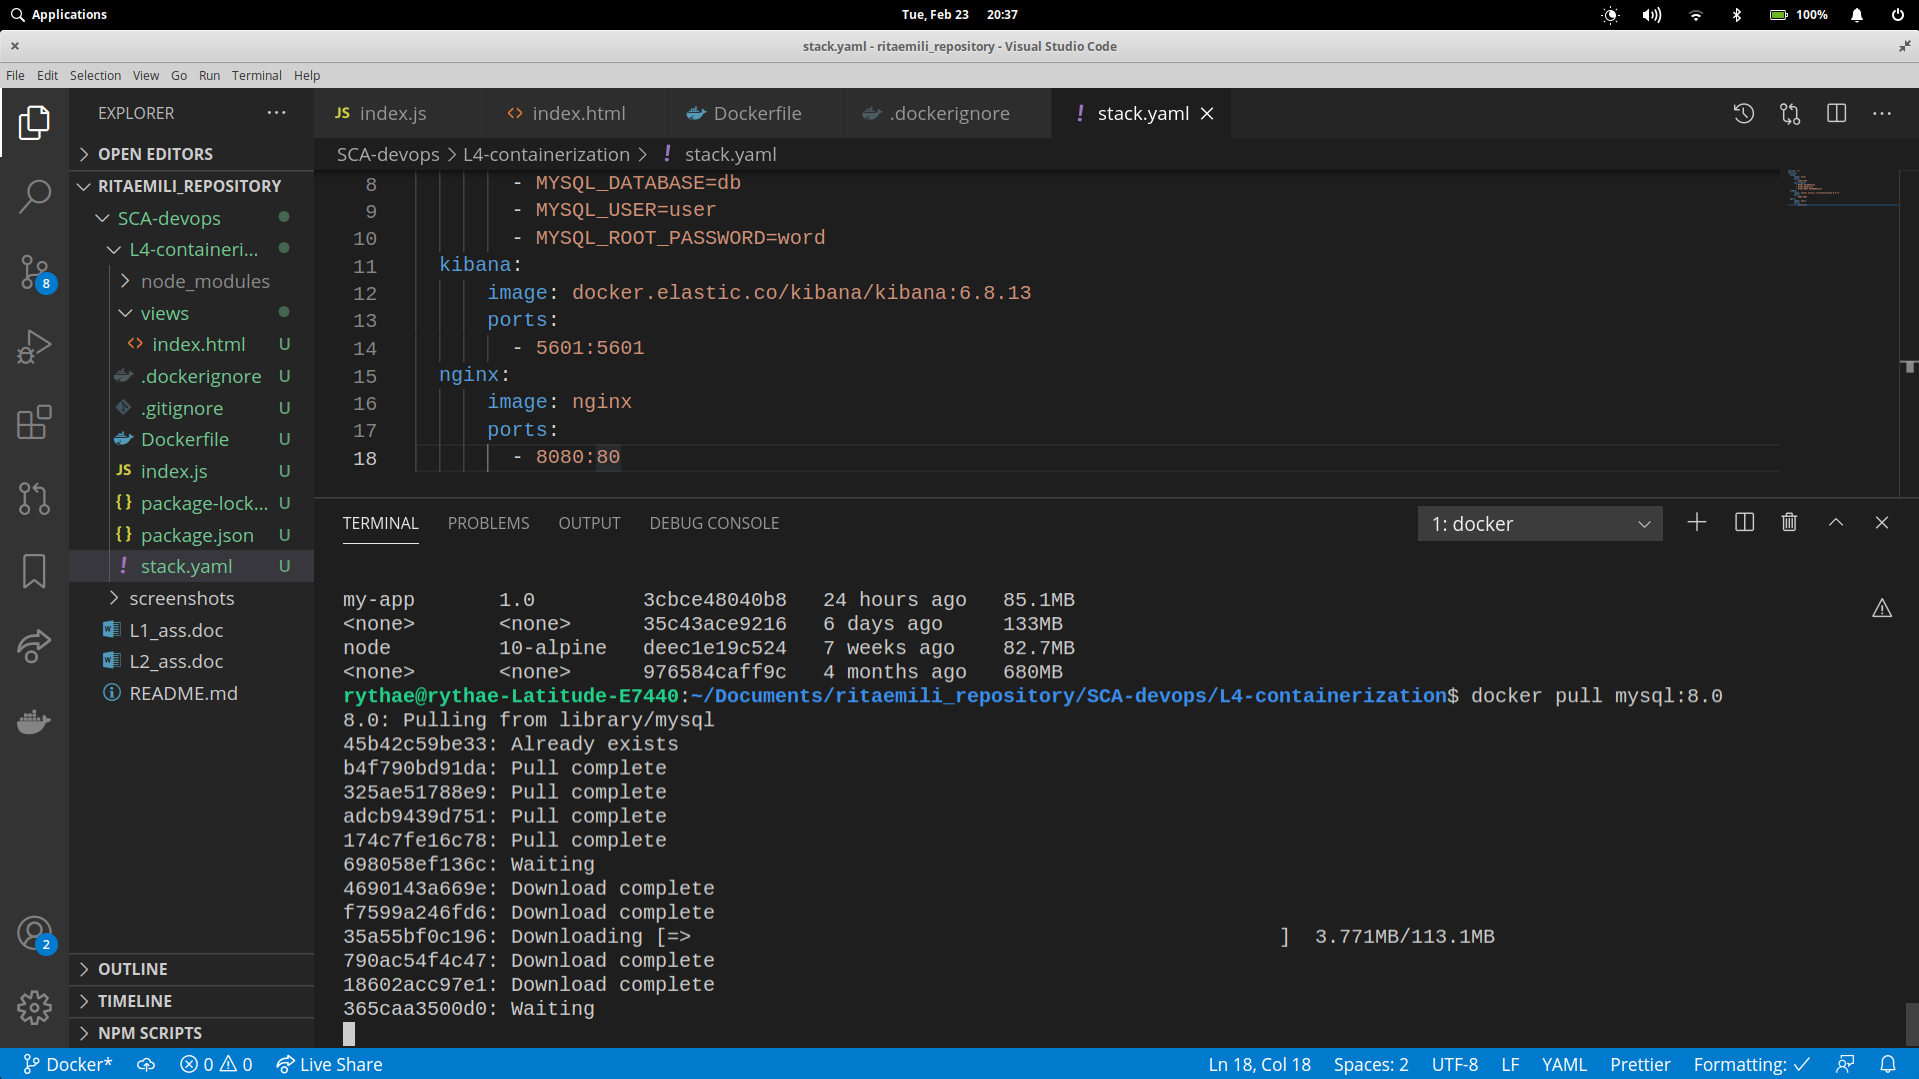 Applications
Tue, Feb 23 20:37
100%
stack.yaml - ritaemili_repository - Visual Studio Code
File Edit Selection View Go Run Terminal Help
EXPLORER
OPEN EDITORS
RITAEMILI_REPOSITORY
SCA-devops
L4-containeri...
node_modules
views
index.html U
.dockerignore U
.gitignore U
Dockerfile U
JS index.js U
{} package-lock... U
{} package.json U
! stack.yaml U
screenshots
L1_ass.doc
L2_ass.doc
README.md
OUTLINE
TIMELINE
NPM SCRIPTS
8
2
JS index.js
<> index.html
Dockerfile
.dockerignore
! stack.yaml
SCA-devops > L4-containerization > ! stack.yaml
8 - MYSQL_DATABASE=db
9 - MYSQL_USER=user
10 - MYSQL_ROOT_PASSWORD=word
11 kibana:
12 image: docker.elastic.co/kibana/kibana:6.8.13
13 ports:
14 - 5601:5601
15 nginx:
16 image: nginx
17 ports:
18 - 8080:80
TERMINAL PROBLEMS OUTPUT DEBUG CONSOLE
1: docker
my-app 1.0 3cbce48040b8 24 hours ago 85.1MB
<none> <none> 35c43ace9216 6 days ago 133MB
node 10-alpine deec1e19c524 7 weeks ago 82.7MB
<none> <none> 976584caff9c 4 months ago 680MB
rythae@rythae-Latitude-E7440:~/Documents/ritaemili_repository/SCA-devops/L4-containerization$ docker pull mysql:8.0
8.0: Pulling from library/mysql
45b42c59be33: Already exists
b4f790bd91da: Pull complete
325ae51788e9: Pull complete
adcb9439d751: Pull complete
174c7fe16c78: Pull complete
698058ef136c: Waiting
4690143a669e: Download complete
f7599a246fd6: Download complete
35a55bf0c196: Downloading [=> ] 3.771MB/113.1MB
790ac54f4c47: Download complete
18602acc97e1: Download complete
365caa3500d0: Waiting
Docker* 0 0 Live Share
Ln 18, Col 18 Spaces: 2 UTF-8 LF YAML Prettier Formatting: ✓